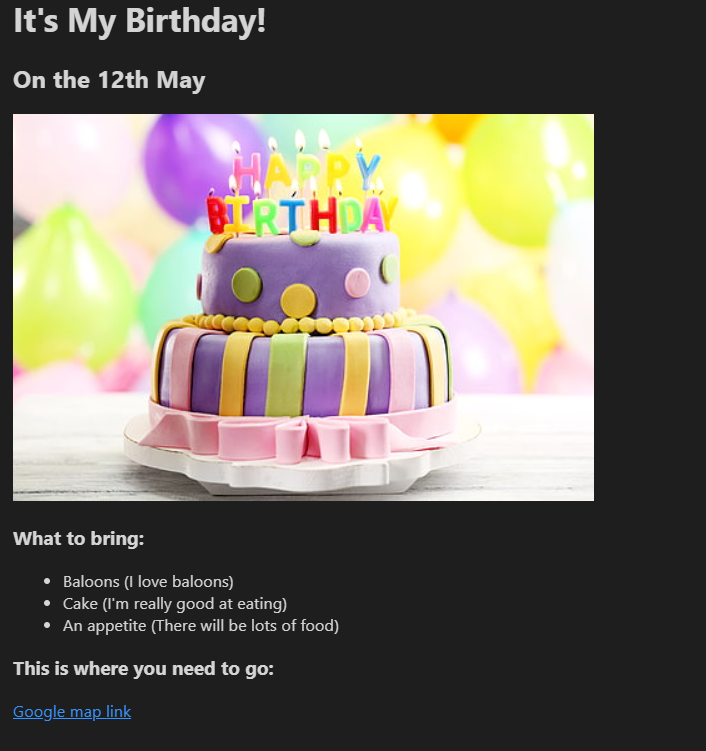 It's My Birthday!
On the 12th May
HAPPY
BIRTHDAY
What to bring:
Baloons (I love baloons)
Cake (I'm really good at eating)
An appetite (There will be lots of food)
This is where you need to go:
Google map link